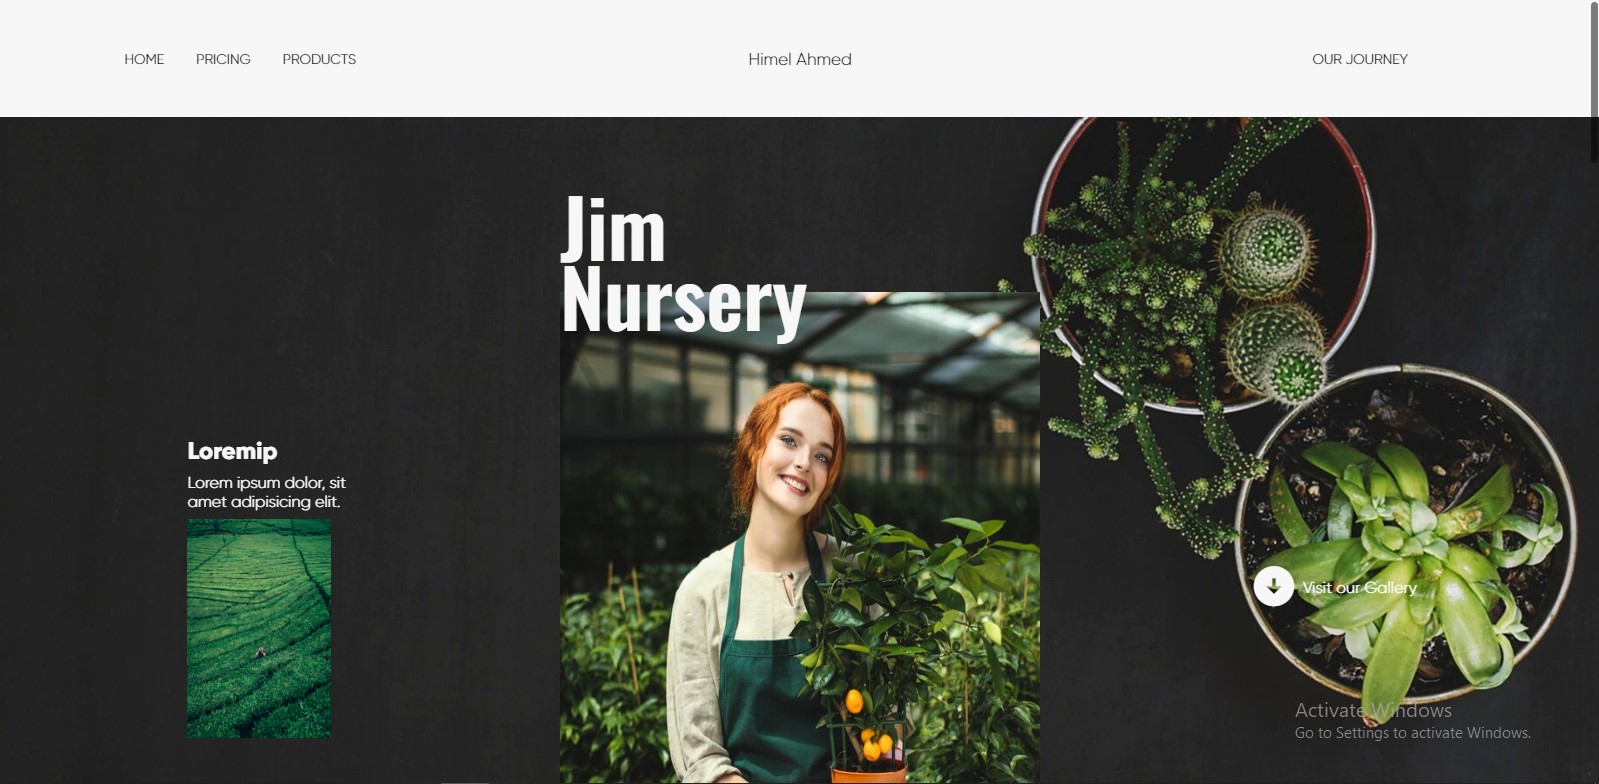 HOME PRICING PRODUCTS Himel Ahmed OUR JOURNEY
Jim
Nursery
Loremip
Lorem ipsum dolor, sit
amet adipisicing elit.
Visit our Gallery
Activate Windows
Go to Settings to activate Windows.